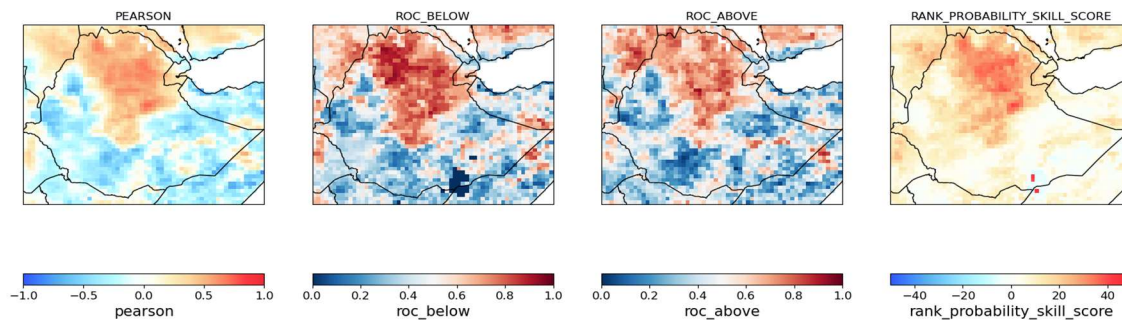 PEARSON
ROC_BELOW
ROC_ABOVE
RANK_PROBABILITY_SKILL_SCORE
−1.0 −0.5 0.0 0.5 1.0
pearson
0.0 0.2 0.4 0.6 0.8 1.0
roc_below
0.0 0.2 0.4 0.6 0.8 1.0
roc_above
−40 −20 0 20 40
rank_probability_skill_score